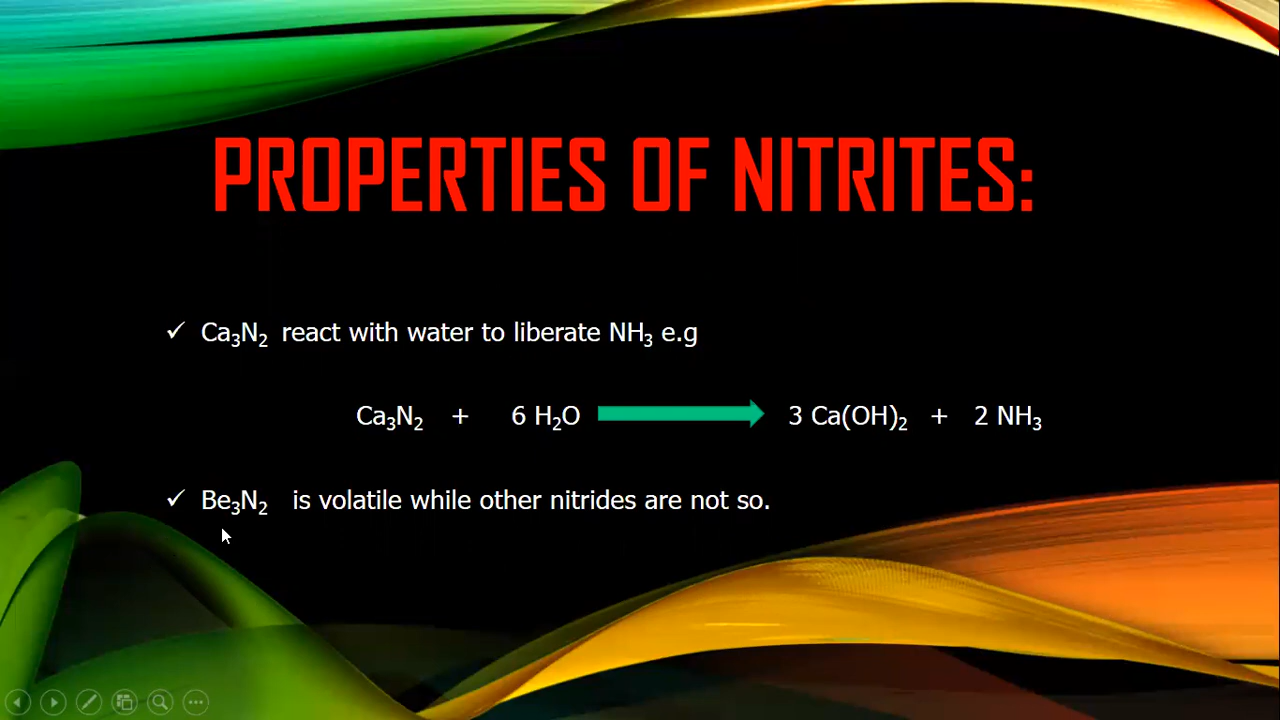 PROPERTIES OF NITRITES:
✓ Ca₃N₂ react with water to liberate NH₃ e.g
Ca₃N₂ + 6 H₂O → 3 Ca(OH)₂ + 2 NH₃
✓ Be₃N₂ is volatile while other nitrides are not so.